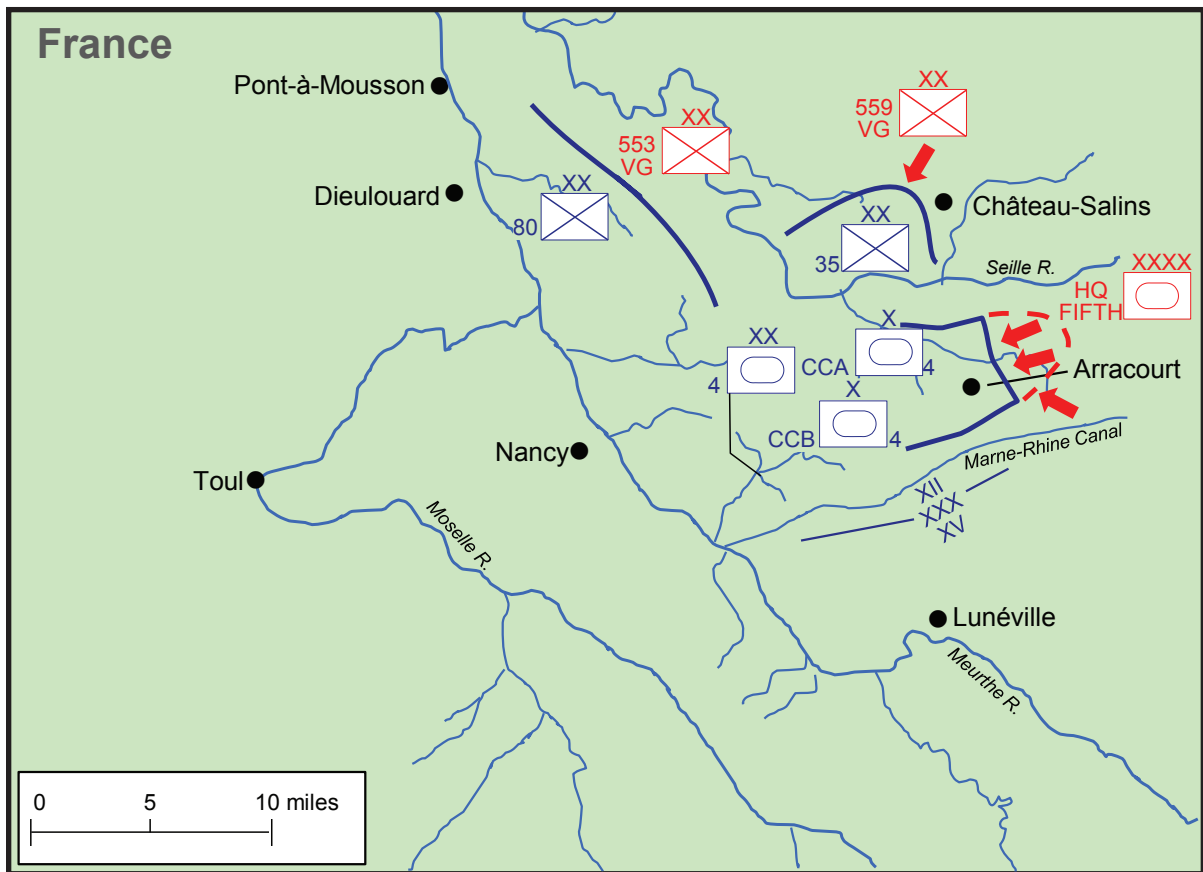 France
Pont-à-Mousson
XX
559
VG
XX
553
VG
Dieulouard
XX
80
Château-Salins
XX
35
Seille R.
XXXX
HQ
FIFTH
X
CCA 4
XX
4
Arracourt
X
CCB 4
Nancy
Marne-Rhine Canal
Toul
XII
XXX
XV
Moselle R.
Lunéville
Meurthe R.
0 5 10 miles